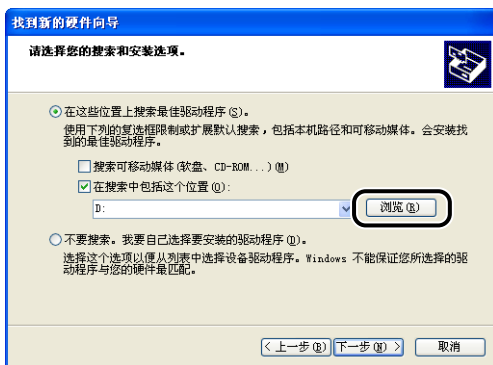 找到新的硬件向导
请选择您的搜索和安装选项。
在这些位置上搜索最佳驱动程序(S)。
使用下列的复选框限制或扩展默认搜索，包括本机路径和可移动媒体。会安装找
到的最佳驱动程序。
搜索可移动媒体(软盘、CD-ROM...)(M)
在搜索中包括这个位置(O):
D:
浏览(R)
不要搜索。我要自己选择要安装的驱动程序(D)。
选择这个选项以便从列表中选择设备驱动程序。Windows 不能保证您所选择的驱
动程序与您的硬件最匹配。
< 上一步(B)
下一步(N) >
取消